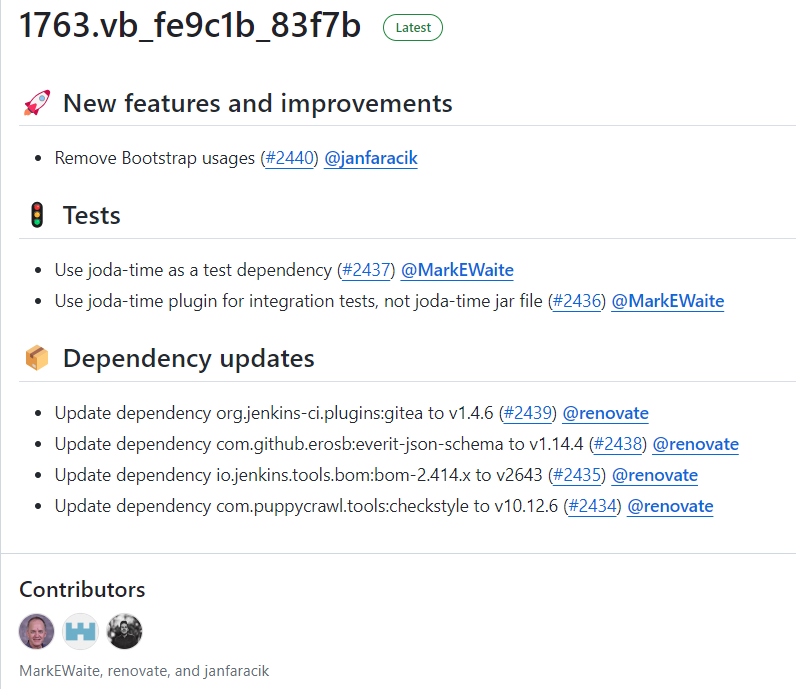 1763.vb_fe9c1b_83f7b Latest
New features and improvements
Remove Bootstrap usages (#2440) @janfaracik
Tests
Use joda-time as a test dependency (#2437) @MarkEWaite
Use joda-time plugin for integration tests, not joda-time jar file (#2436) @MarkEWaite
Dependency updates
Update dependency org.jenkins-ci.plugins:gitea to v1.4.6 (#2439) @renovate
Update dependency com.github.erosb:everit-json-schema to v1.14.4 (#2438) @renovate
Update dependency io.jenkins.tools.bom:bom-2.414.x to v2643 (#2435) @renovate
Update dependency com.puppycrawl.tools:checkstyle to v10.12.6 (#2434) @renovate
Contributors
MarkEWaite, renovate, and janfaracik